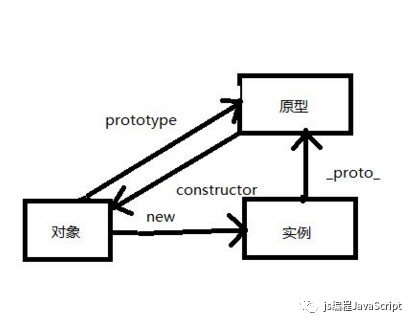 原型
prototype
constructor
_proto_
new
对象
实例
js编程JavaScript